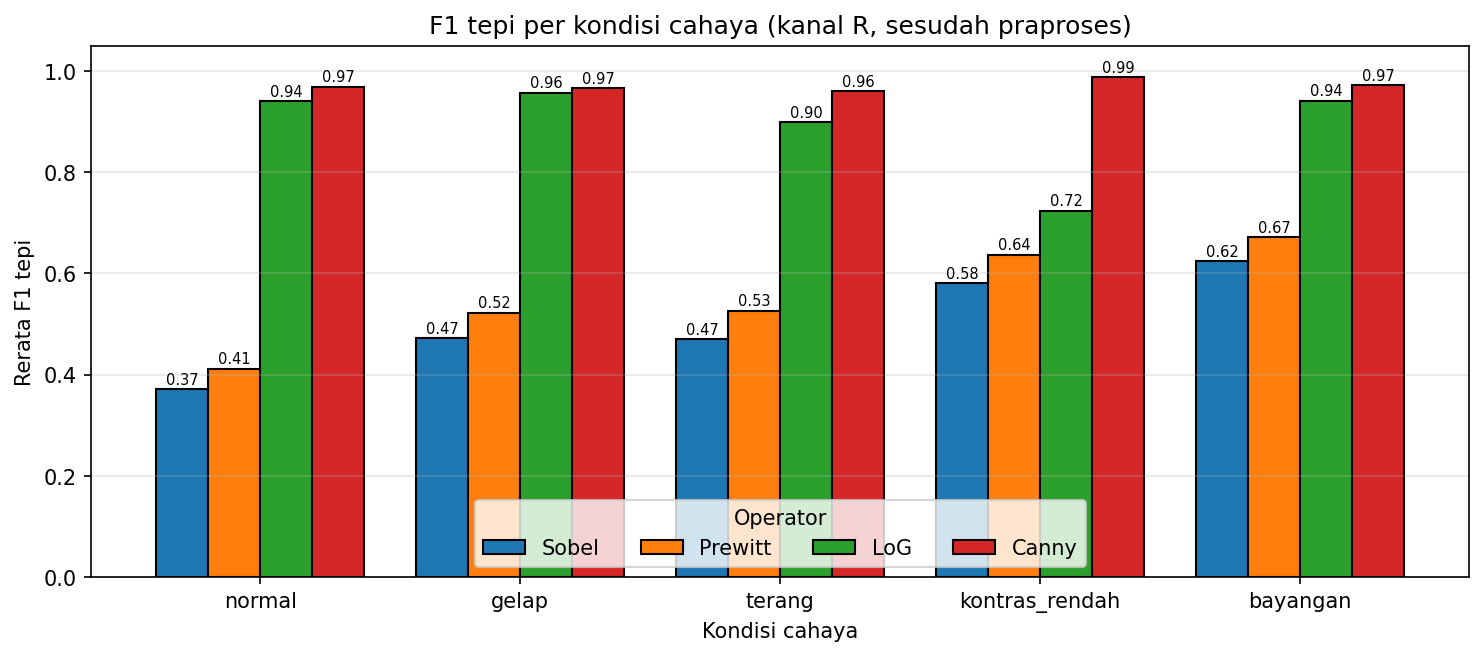 F1 tepi per kondisi cahaya (kanal R, sesudah praproses)
Rerata F1 tepi
1.0
0.8
0.6
0.4
0.2
0.0
0.37 0.41 0.94 0.97
0.47 0.52 0.96 0.97
0.47 0.53 0.90 0.96
0.58 0.64 0.72 0.99
0.62 0.67 0.94 0.97
Operator
Sobel Prewitt LoG Canny
normal gelap terang kontras_rendah bayangan
Kondisi cahaya